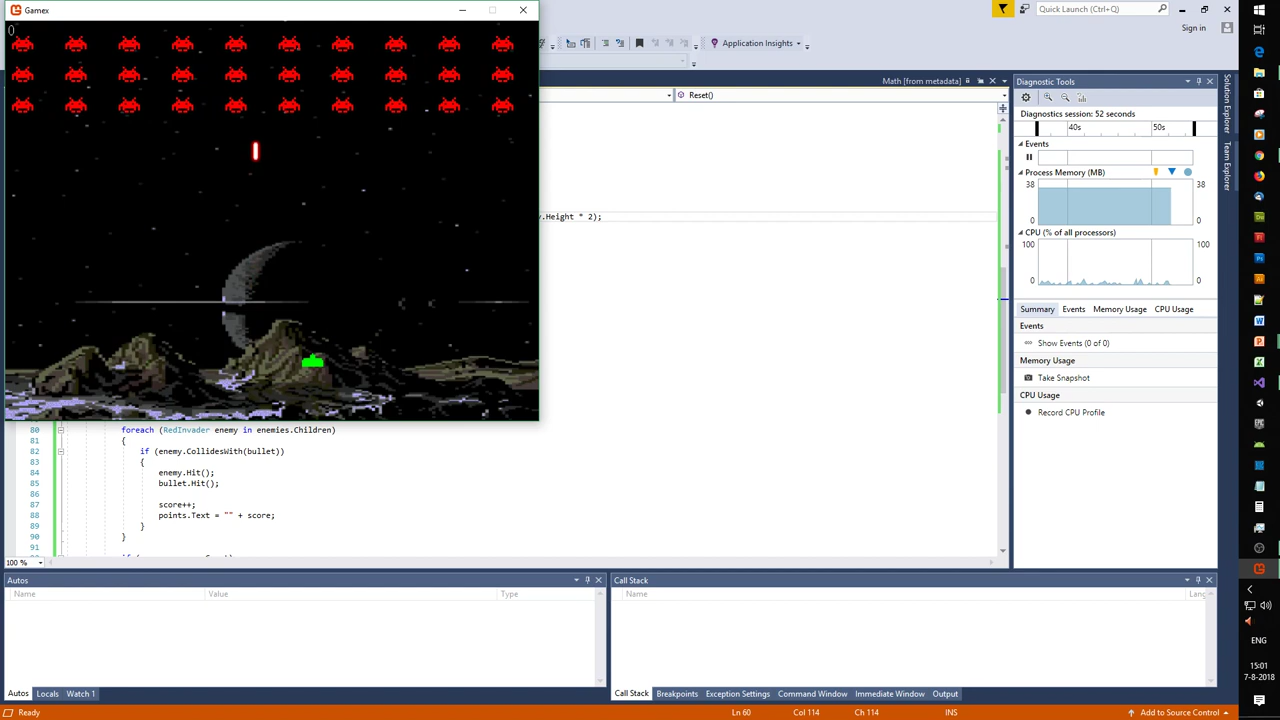 Gamex
Quick Launch (Ctrl+Q)
0
Sign in
Application Insights
Math [from metadata]
Reset()
y.Height * 2);
Diagnostic Tools
Diagnostics session: 52 seconds
40s
50s
Events
Process Memory (MB)
38
38
0
0
CPU (% of all processors)
100
100
0
0
Summary
Events
Memory Usage
CPU Usage
Events
Show Events (0 of 0)
Memory Usage
Take Snapshot
CPU Usage
Record CPU Profile
Solution Explorer
Team Explorer
80 foreach (RedInvader enemy in enemies.Children)
81 {
82 if (enemy.CollidesWith(bullet))
83 {
84 enemy.Hit();
85 bullet.Hit();
86
87 score++;
88 points.Text = "" + score;
89 }
90 }
91
100 %
Autos
Name
Value
Type
Call Stack
Name
Lang
Autos
Locals
Watch 1
Call Stack
Breakpoints
Exception Settings
Command Window
Immediate Window
Output
Ready
Ln 60
Col 114
Ch 114
INS
Add to Source Control
ENG
15:01
7-8-2018